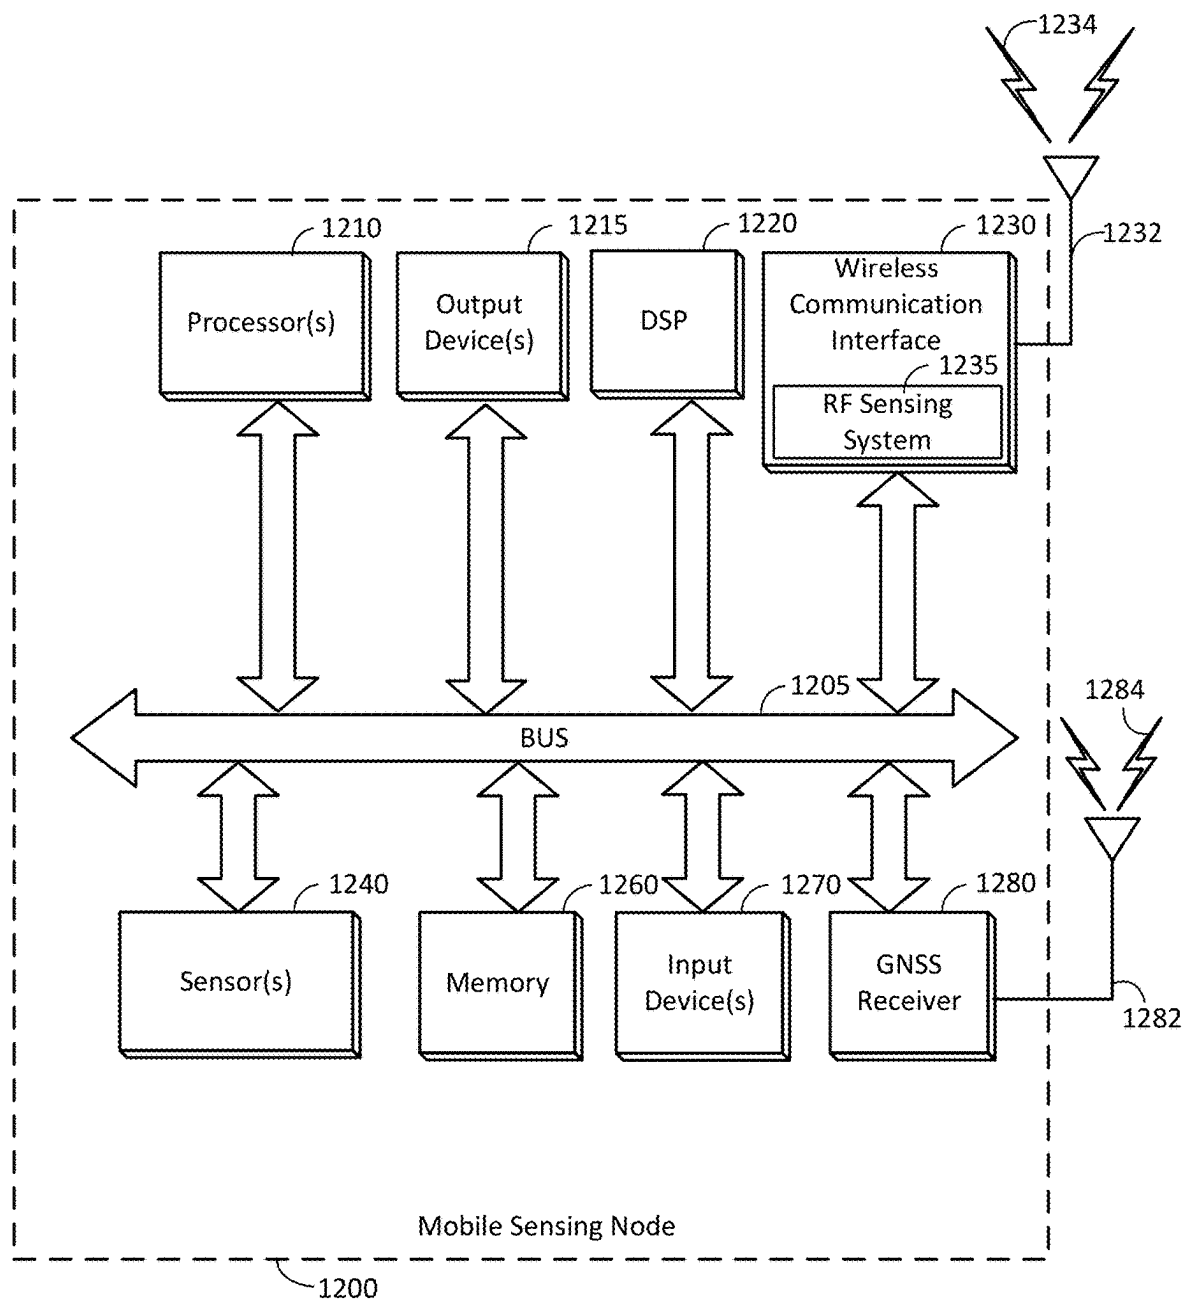 1234
1210
1215
1220
1230
1232
Processor(s)
Output
Device(s)
DSP
Wireless
Communication
Interface
1235
RF Sensing
System
1205
BUS
1284
1240
1260
1270
1280
Sensor(s)
Memory
Input
Device(s)
GNSS
Receiver
1282
Mobile Sensing Node
1200